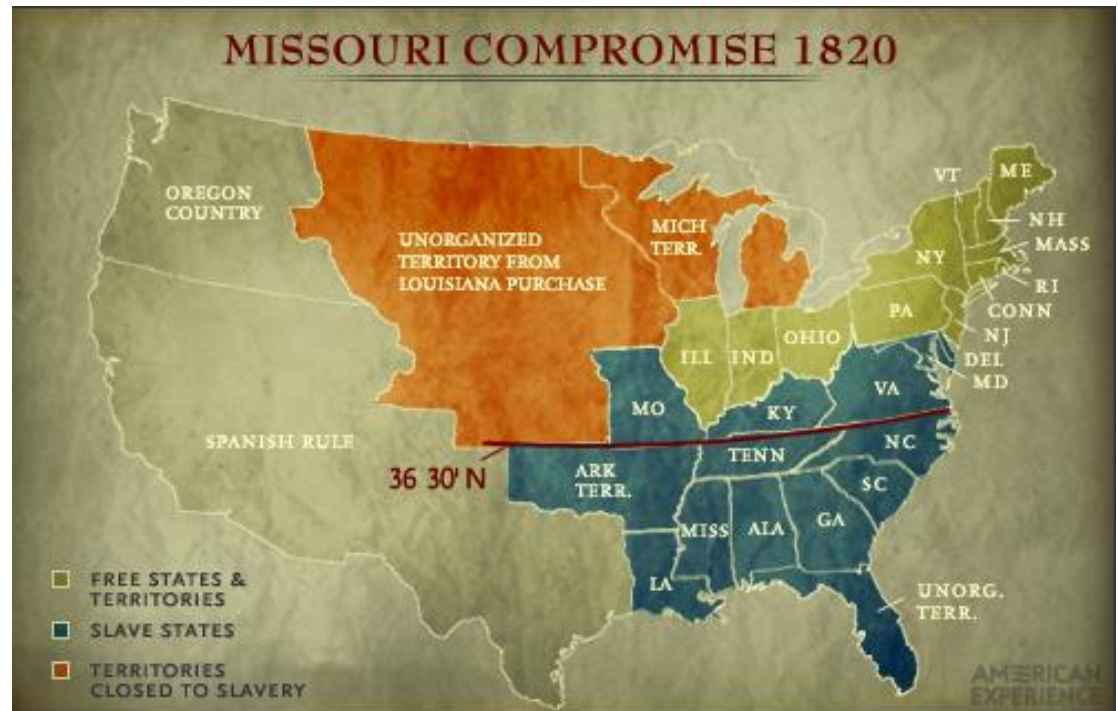 MISSOURI COMPROMISE 1820
OREGON
COUNTRY
UNORGANIZED
TERRITORY FROM
LOUISIANA PURCHASE
MICH
TERR.
VT
ME
NH
MASS
NY
RI
CONN
PA
NJ
DEL
MD
ILL
IND
OHIO
MO
KY
VA
SPANISH RULE
36 30' N
TENN
NC
ARK
TERR.
SC
MISS
ALA
GA
LA
UNORG.
TERR.
FREE STATES &
TERRITORIES
SLAVE STATES
TERRITORIES
CLOSED TO SLAVERY
AMERICAN
EXPERIENCE